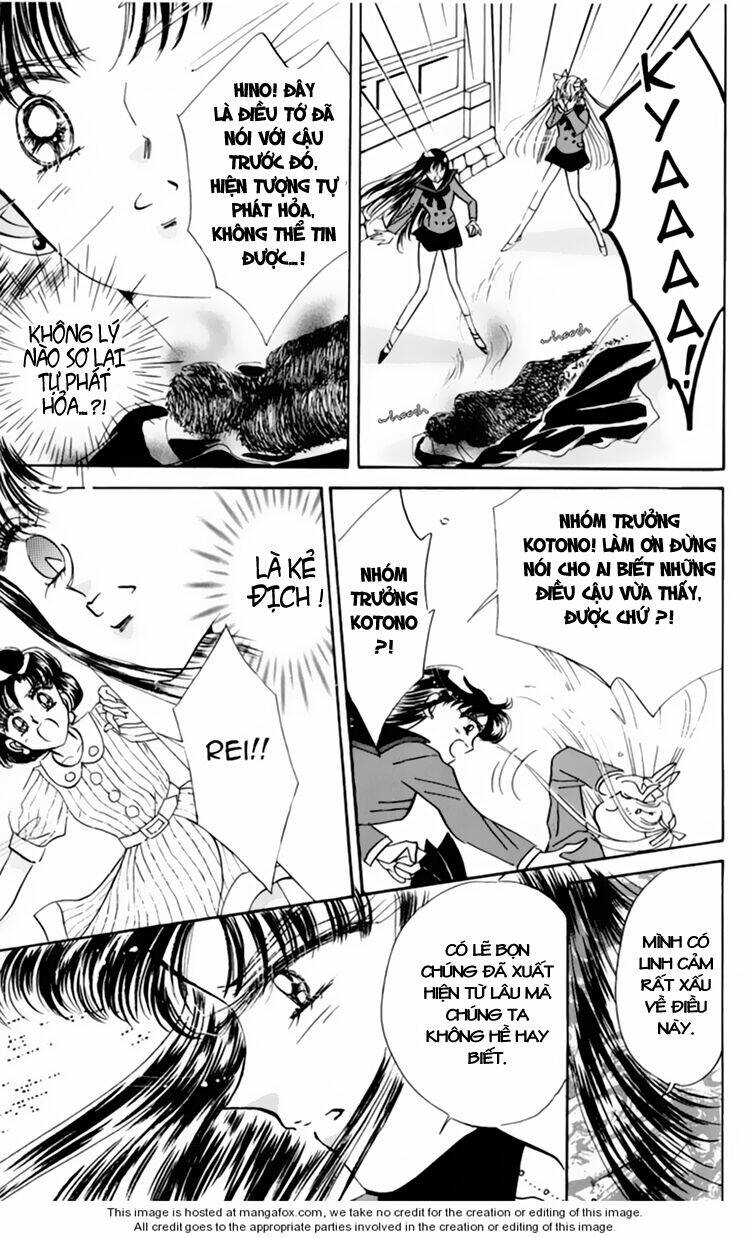 KYAAAA!
whoosh
whoosh
HINO! ĐÂY
LÀ ĐIỀU TỚ ĐÃ
NÓI VỚI CẬU
TRƯỚC ĐÓ,
HIỆN TƯỢNG TỰ
PHÁT HỎA,
KHÔNG THỂ TIN
ĐƯỢC...!
KHÔNG LÝ
NÀO SƠ LẠI
TỰ PHÁT
HỎA...?!
NHÓM TRƯỞNG
KOTONO! LÀM ƠN ĐỪNG
NÓI CHO AI BIẾT NHỮNG
ĐIỀU CẬU VỪA THẤY,
ĐƯỢC CHỨ ?!
NHÓM
TRƯỞNG
KOTONO
?!
LÀ KẺ
ĐỊCH !
REI!!
MÌNH CÓ
LINH CẢM
RẤT XẤU
VỀ ĐIỀU
NÀY.
CÓ LẼ BỌN
CHÚNG ĐÃ XUẤT
HIỆN TỪ LÂU MÀ
CHÚNG TA
KHÔNG HỀ HAY
BIẾT.
This image is hosted at mangafox.com, we take no credit for the creation or editing of this image.
All credit goes to the appropriate parties involved in the creation or editing of this image.